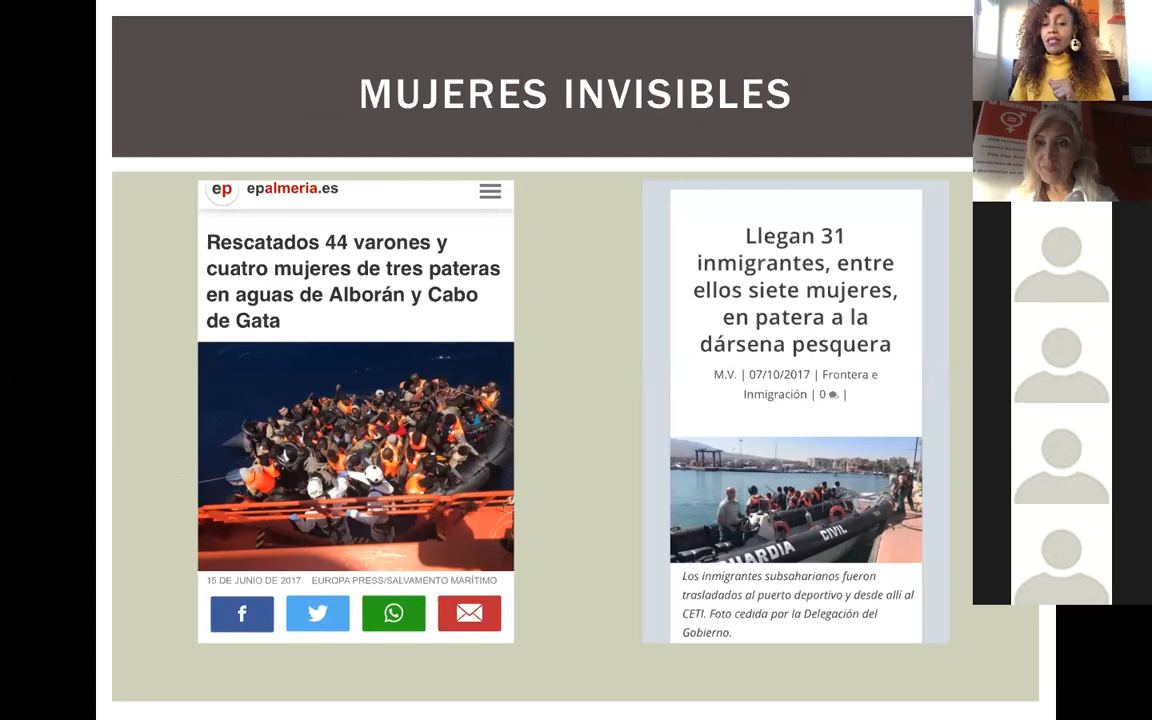 MUJERES INVISIBLES
ep epalmeria.es
Rescatados 44 varones y
cuatro mujeres de tres pateras
en aguas de Alborán y Cabo
de Gata
15 DE JUNIO DE 2017 EUROPA PRESS/SALVAMENTO MARÍTIMO
f
Llegan 31
inmigrantes, entre
ellos siete mujeres,
en patera a la
dársena pesquera
M.V. | 07/10/2017 | Frontera e
Inmigración | 0 |
GUARDIA CIVIL
Los inmigrantes subsaharianos fueron
trasladados al puerto deportivo y desde allí al
CETI. Foto cedida por la Delegación del
Gobierno.